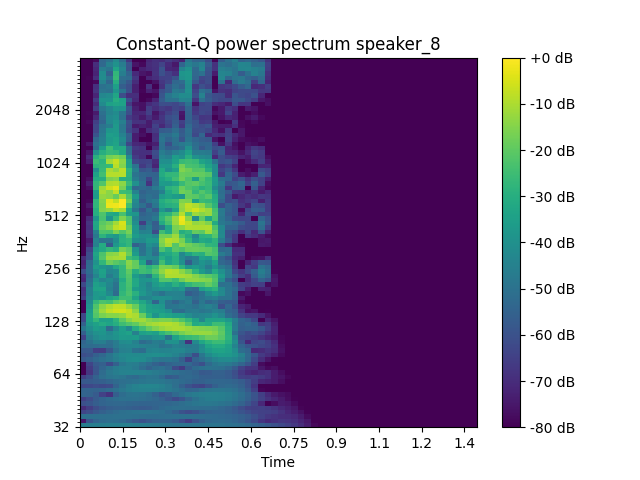 Constant-Q power spectrum speaker_8
Hz
2048
1024
512
256
128
64
32
0 0.15 0.3 0.45 0.6 0.75 0.9 1.1 1.2 1.4
Time
+0 dB
-10 dB
-20 dB
-30 dB
-40 dB
-50 dB
-60 dB
-70 dB
-80 dB